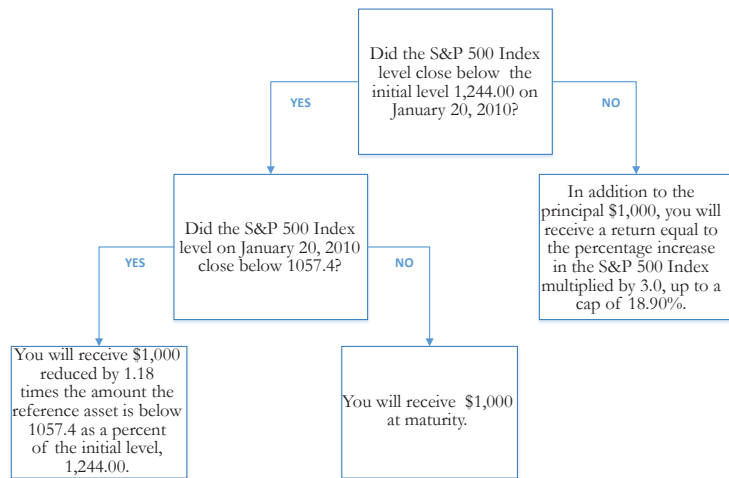 Did the S&P 500 Index
level close below the
initial level 1,244.00 on
January 20, 2010?
YES
NO
Did the S&P 500 Index
level on January 20, 2010
close below 1057.4?
In addition to the
principal $1,000, you will
receive a return equal to
the percentage increase
in the S&P 500 Index
multiplied by 3.0, up to a
cap of 18.90%.
YES
NO
You will receive $1,000
reduced by 1.18
times the amount the
reference asset is below
1057.4 as a percent
of the initial level,
1,244.00.
You will receive $1,000
at maturity.